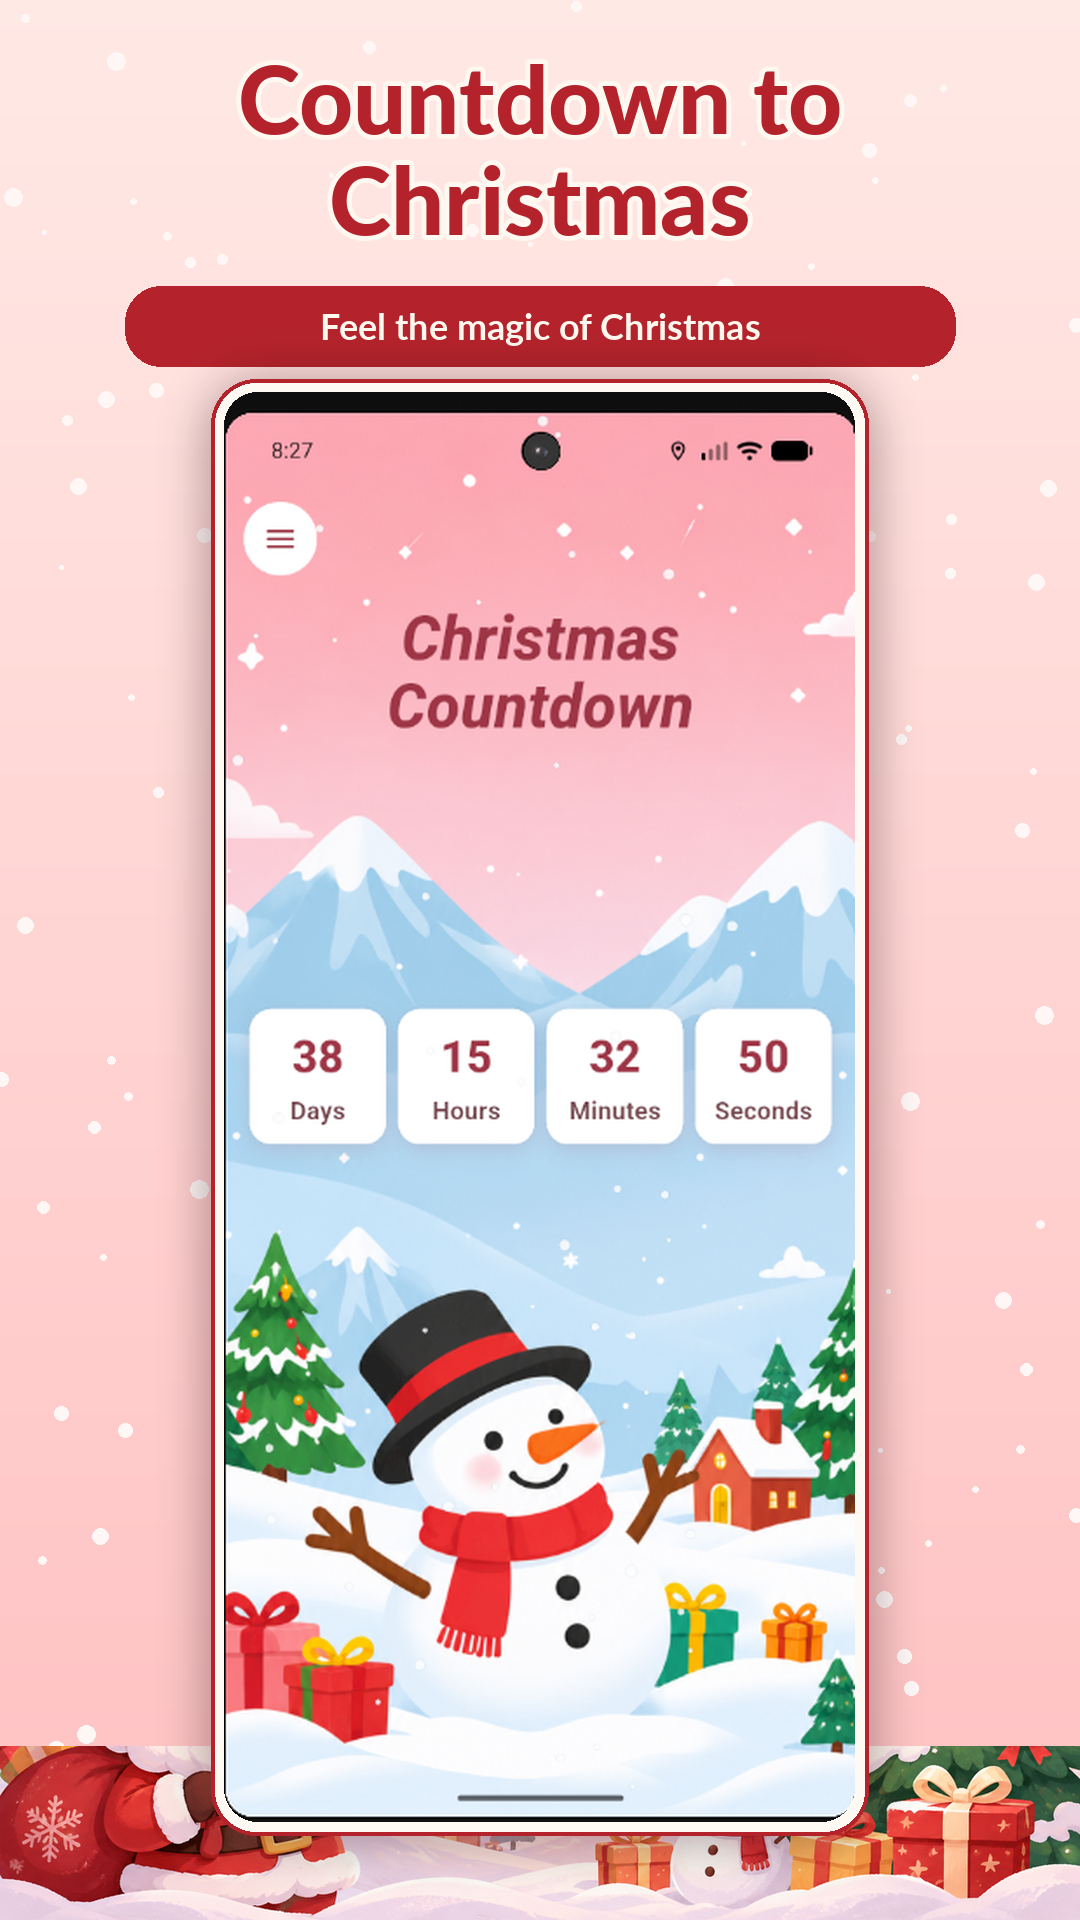 Countdown to
Christmas
Feel the magic of Christmas
8:27
Christmas
Countdown
38 15 32 50
Days Hours Minutes Seconds